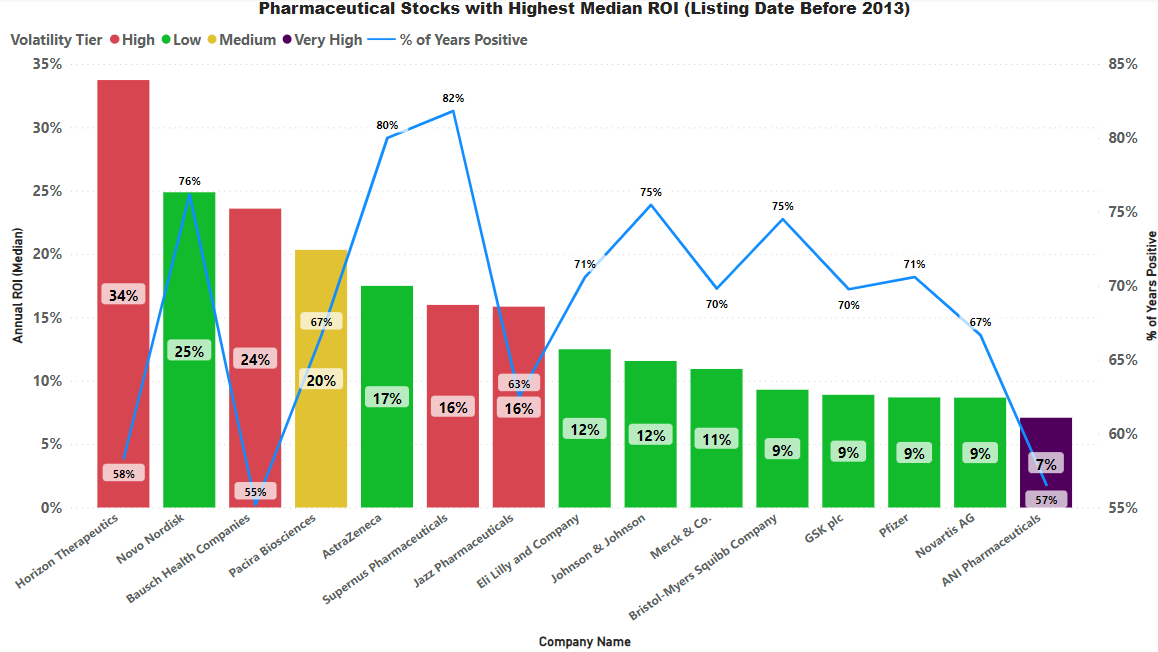 Pharmaceutical Stocks with Highest Median ROI (Listing Date Before 2013)
Volatility Tier High Low Medium Very High % of Years Positive
35%
30%
25%
20%
15%
10%
5%
0%
Annual ROI (Median)
85%
80%
75%
70%
65%
60%
55%
% of Years Positive
34%
25%
24%
20%
17%
16%
16%
12%
12%
11%
9%
9%
9%
9%
7%
58%
76%
55%
67%
80%
82%
63%
71%
75%
70%
75%
70%
71%
67%
57%
Horizon Therapeutics
Novo Nordisk
Bausch Health Companies
Pacira Biosciences
AstraZeneca
Supernus Pharmaceuticals
Jazz Pharmaceuticals
Eli Lilly and Company
Johnson & Johnson
Merck & Co.
Bristol-Myers Squibb Company
GSK plc
Pfizer
Novartis AG
ANI Pharmaceuticals
Company Name